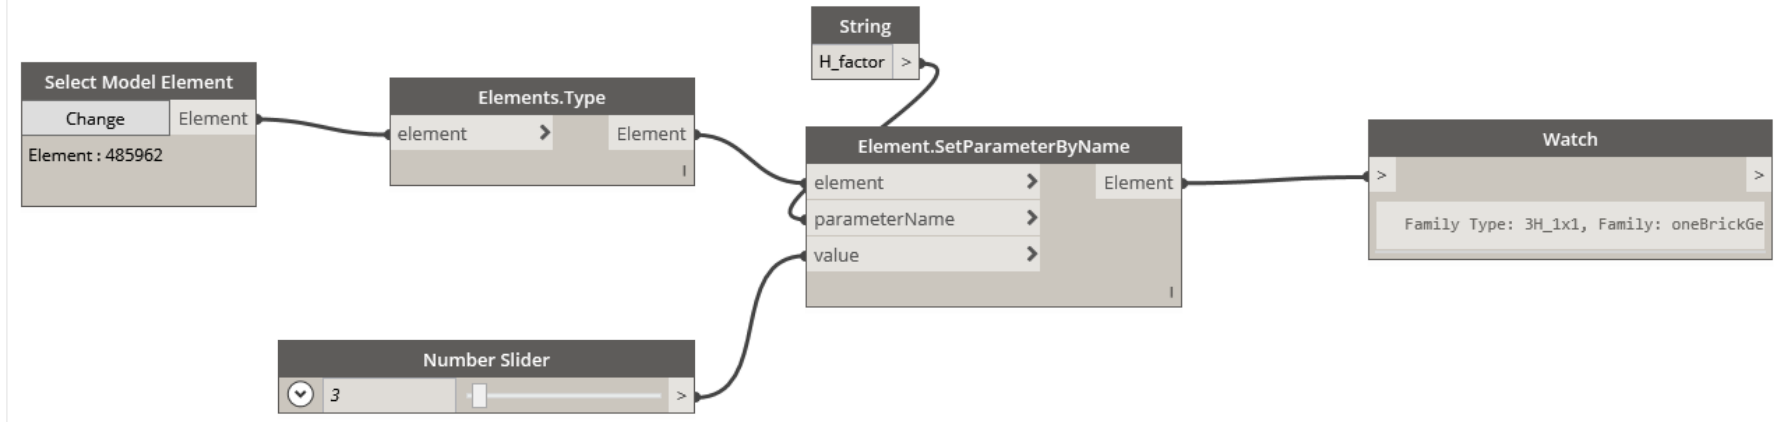 String
H_factor >
Select Model Element
Change Element
Element : 485962
Elements.Type
element > Element
l
Element.SetParameterByName
element > Element
parameterName >
value >
l
Watch
> >
Family Type: 3H_1x1, Family: oneBrickGe
Number Slider
3 >